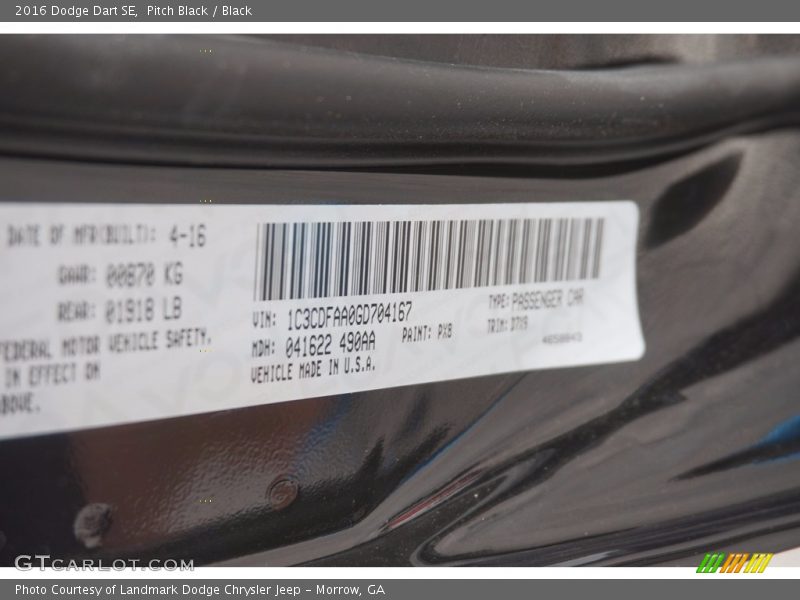 2016 Dodge Dart SE,  Pitch Black / Black
DATE OF MFR(BUILT): 4-16
GAWR: 00870 KG
REAR: 01918 LB
FEDERAL MOTOR VEHICLE SAFETY,
IN EFFECT ON
ABOVE.
VIN: 1C3CDFAA0GD704167
TYPE: PASSENGER CAR
MDH: 041622 490AA
PAINT: PX8
TRIM: D7X9
VEHICLE MADE IN U.S.A.
GTCARLOT.COM
Photo Courtesy of Landmark Dodge Chrysler Jeep – Morrow, GA